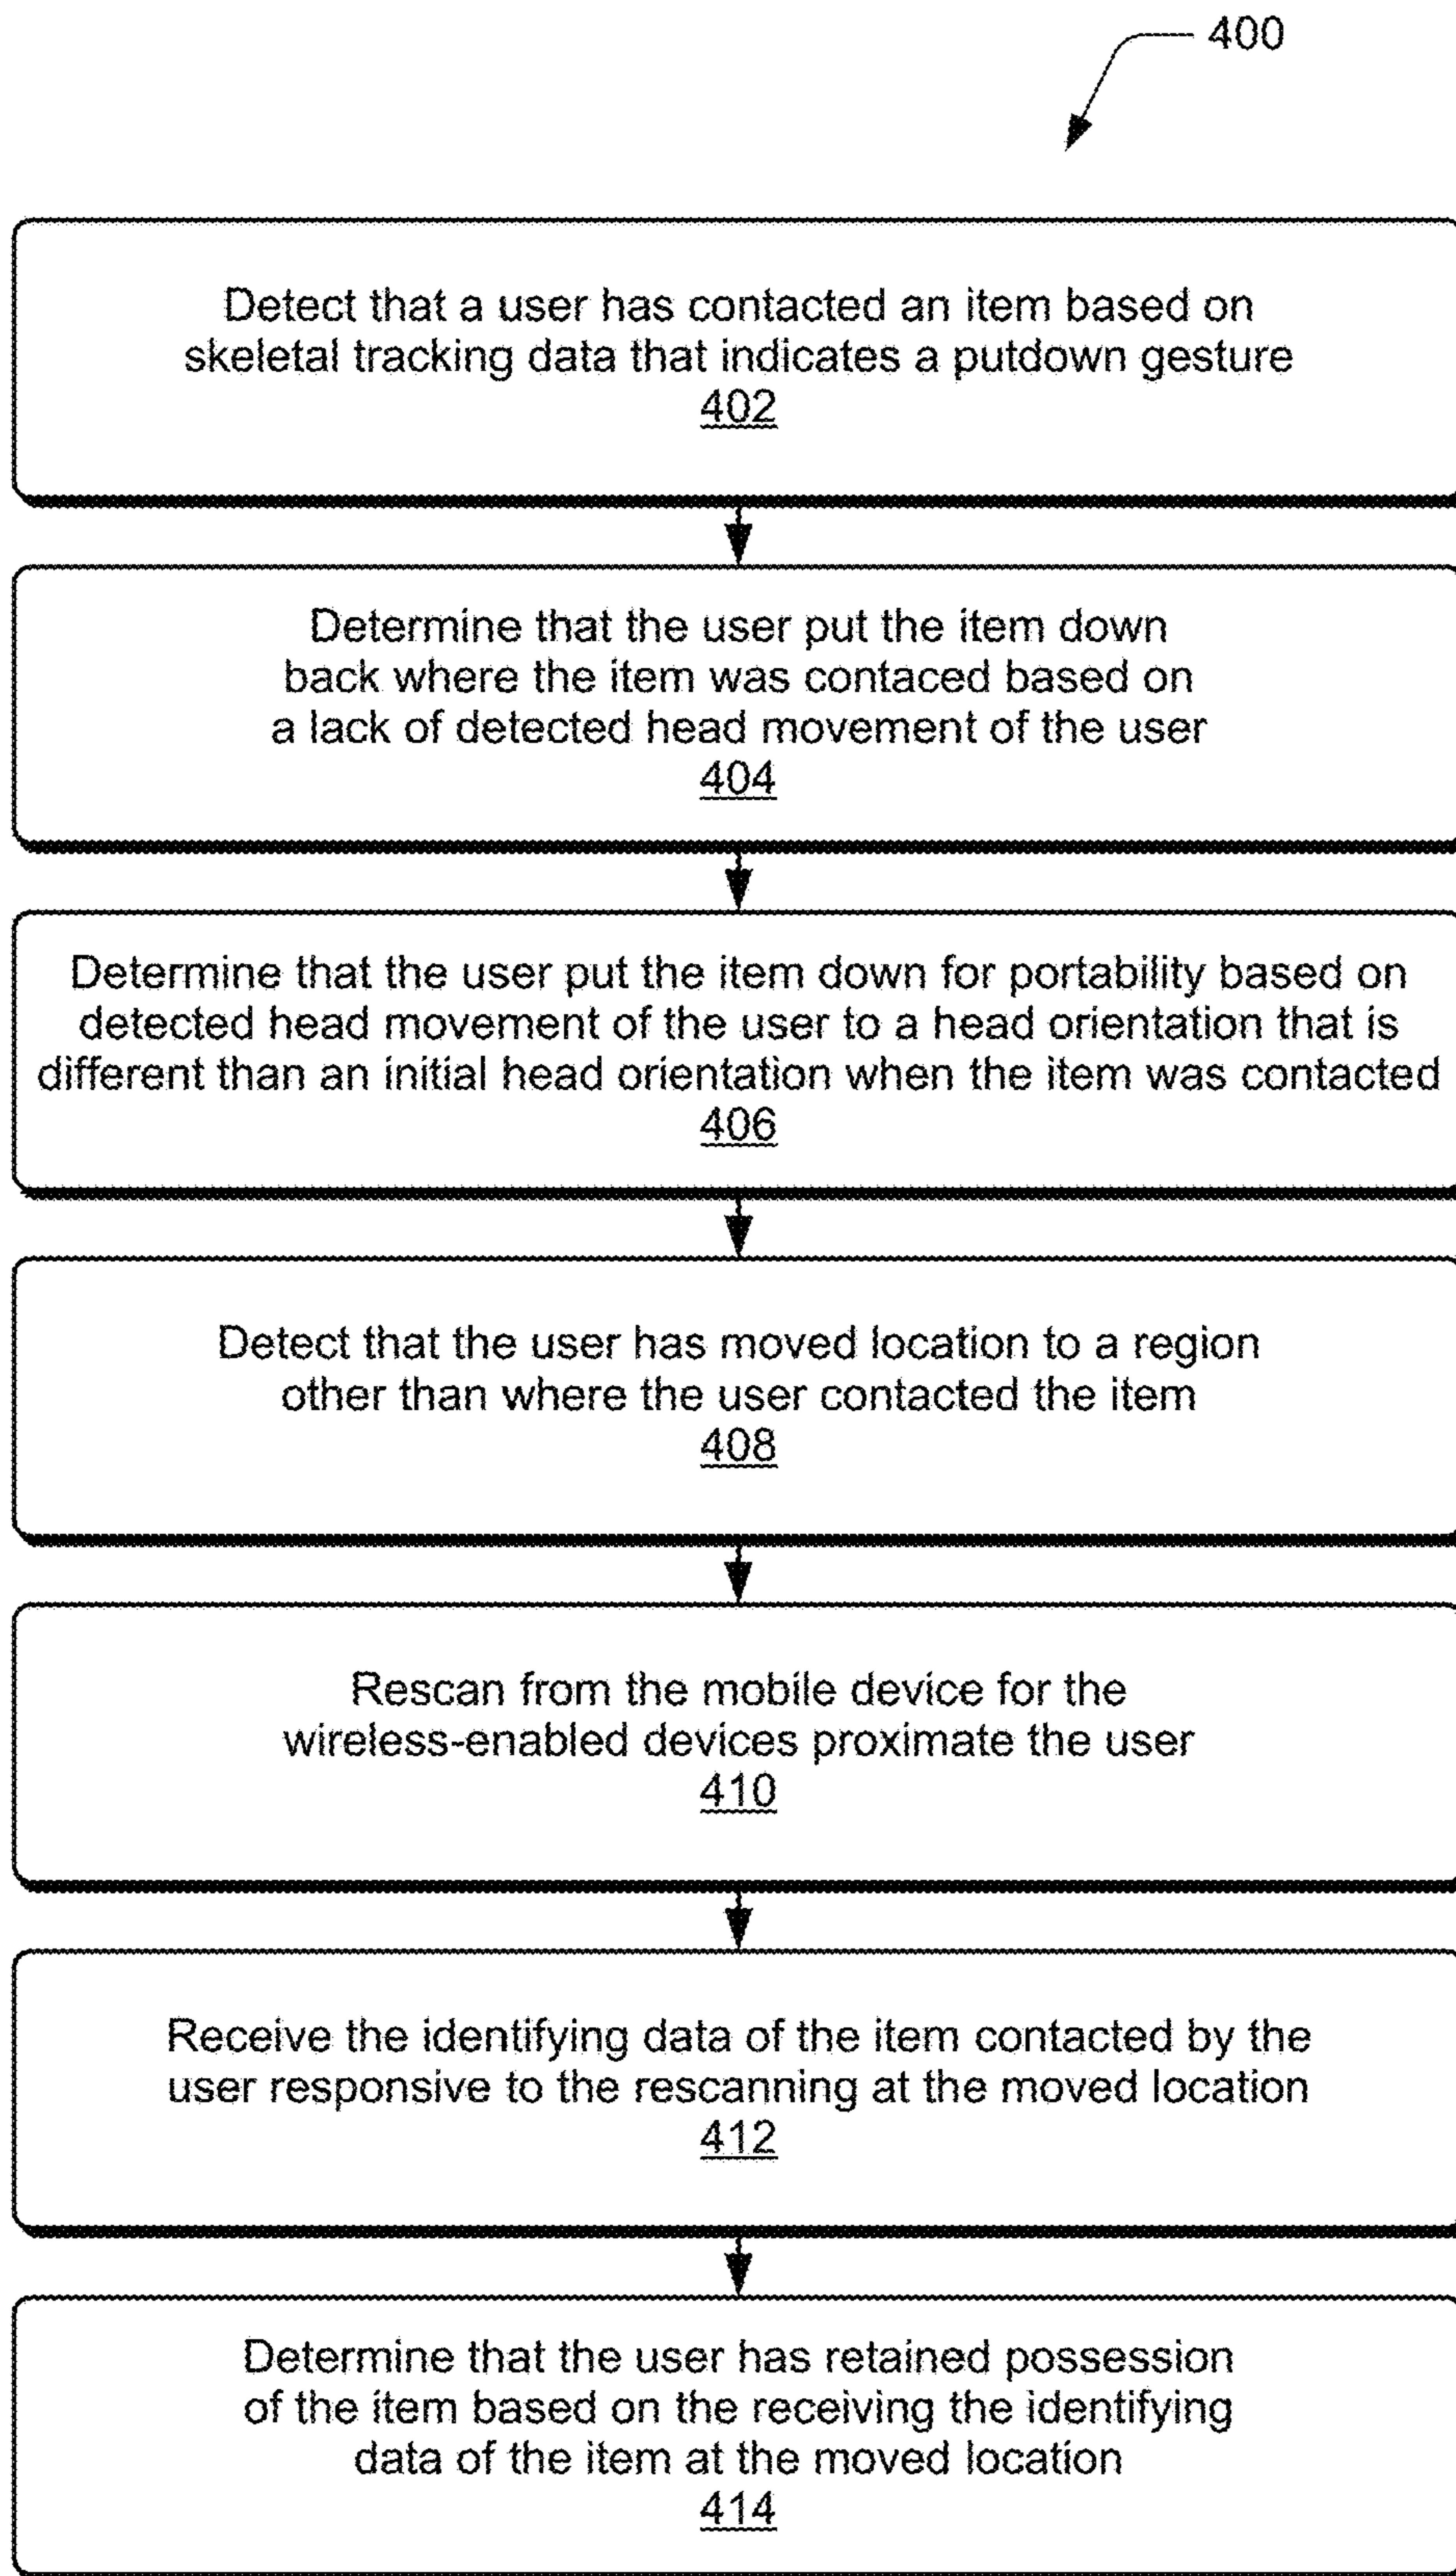 400
Detect that a user has contacted an item based on
skeletal tracking data that indicates a putdown gesture
402
Determine that the user put the item down
back where the item was contaced based on
a lack of detected head movement of the user
404
Determine that the user put the item down for portability based on
detected head movement of the user to a head orientation that is
different than an initial head orientation when the item was contacted
406
Detect that the user has moved location to a region
other than where the user contacted the item
408
Rescan from the mobile device for the
wireless-enabled devices proximate the user
410
Receive the identifying data of the item contacted by the
user responsive to the rescanning at the moved location
412
Determine that the user has retained possession
of the item based on the receiving the identifying
data of the item at the moved location
414